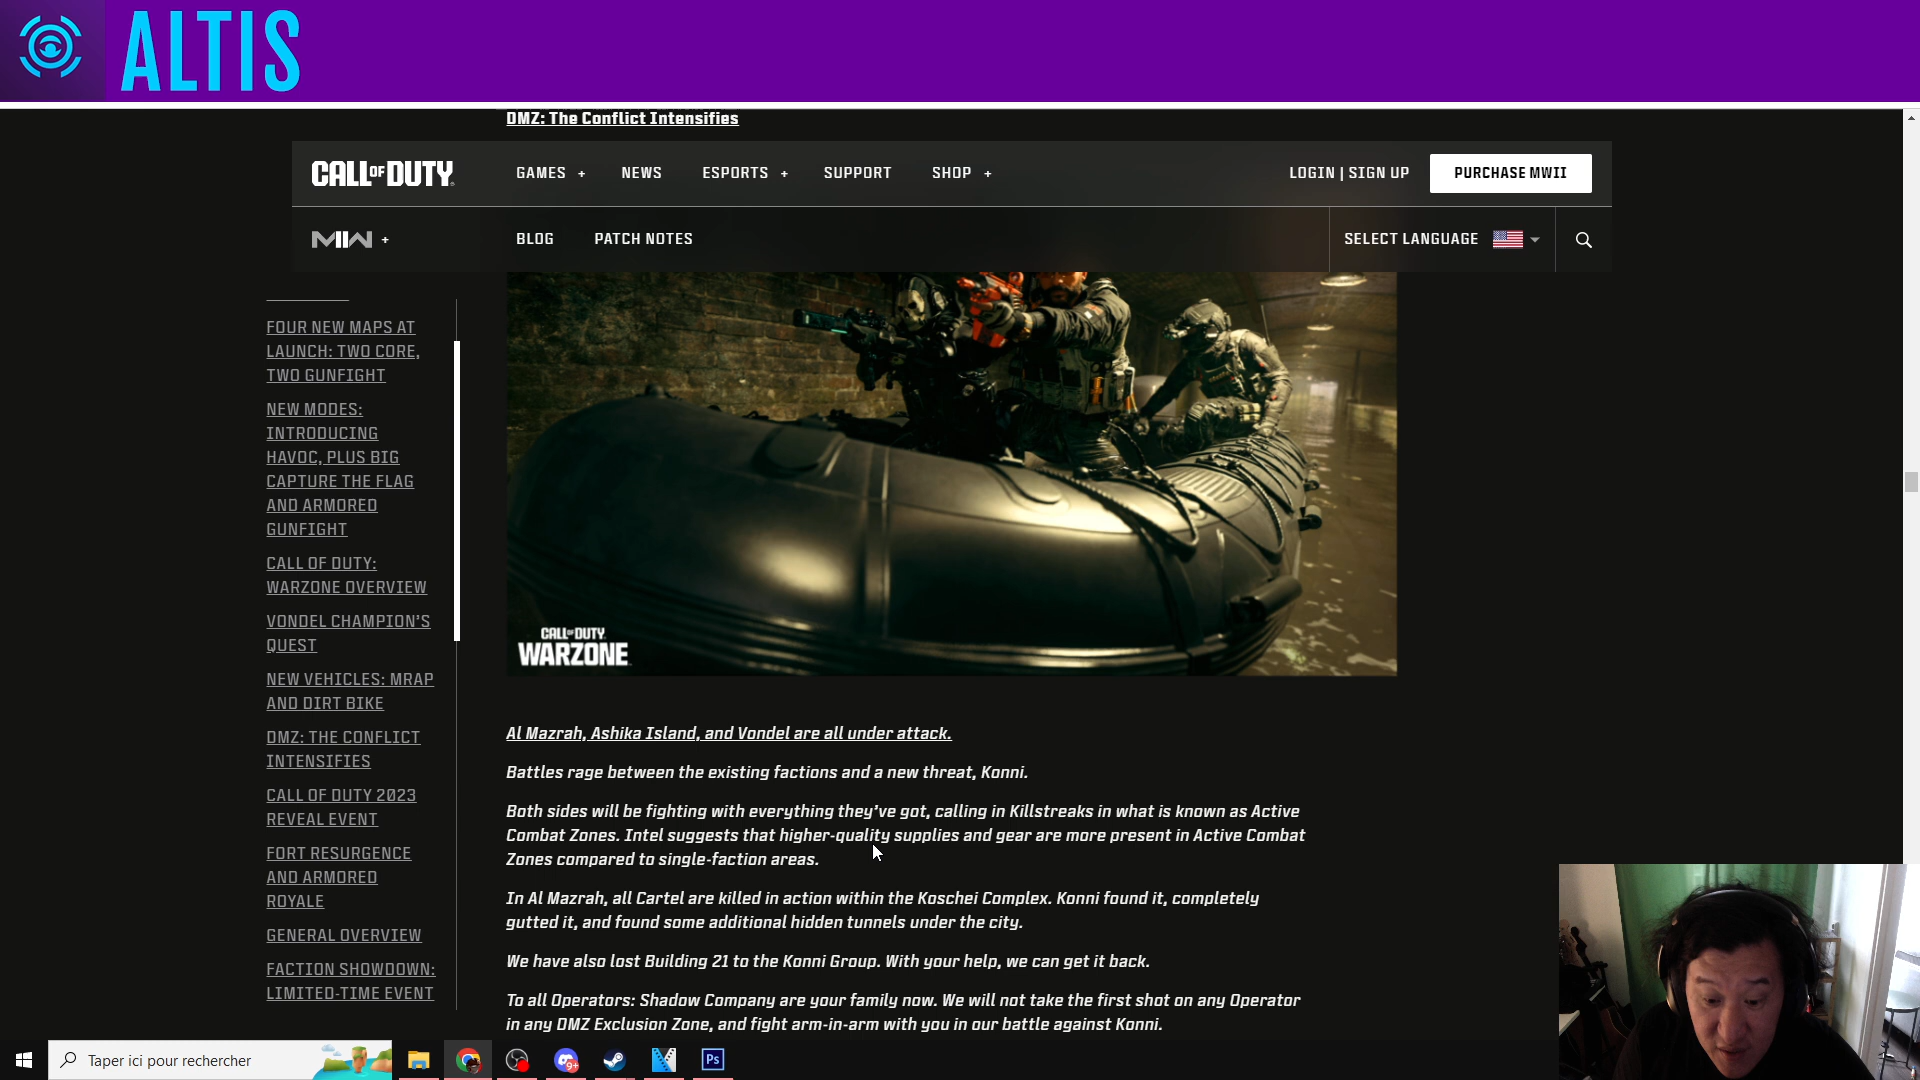 ALTIS
DMZ: The Conflict Intensifies
CALL OF DUTY
GAMES +
NEWS
ESPORTS +
SUPPORT
SHOP +
LOGIN | SIGN UP
PURCHASE MWII
MWII +
BLOG
PATCH NOTES
SELECT LANGUAGE
FOUR NEW MAPS AT
LAUNCH: TWO CORE,
TWO GUNFIGHT
NEW MODES:
INTRODUCING
HAVOC, PLUS BIG
CAPTURE THE FLAG
AND ARMORED
GUNFIGHT
CALL OF DUTY:
WARZONE OVERVIEW
VONDEL CHAMPION'S
QUEST
NEW VEHICLES: MRAP
AND DIRT BIKE
DMZ: THE CONFLICT
INTENSIFIES
CALL OF DUTY 2023
REVEAL EVENT
FORT RESURGENCE
AND ARMORED
ROYALE
GENERAL OVERVIEW
FACTION SHOWDOWN:
LIMITED-TIME EVENT
CALL OF DUTY
WARZONE
Al Mazrah, Ashika Island, and Vondel are all under attack.
Battles rage between the existing factions and a new threat, Konni.
Both sides will be fighting with everything they've got, calling in Killstreaks in what is known as Active
Combat Zones. Intel suggests that higher-quality supplies and gear are more present in Active Combat
Zones compared to single-faction areas.
In Al Mazrah, all Cartel are killed in action within the Koschei Complex. Konni found it, completely
gutted it, and found some additional hidden tunnels under the city.
We have also lost Building 21 to the Konni Group. With your help, we can get it back.
To all Operators: Shadow Company are your family now. We will not take the first shot on any Operator
in any DMZ Exclusion Zone, and fight arm-in-arm with you in our battle against Konni.
Taper ici pour rechercher
9+
Ps